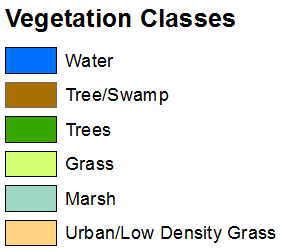 Vegetation Classes
Water
Tree/Swamp
Trees
Grass
Marsh
Urban/Low Density Grass